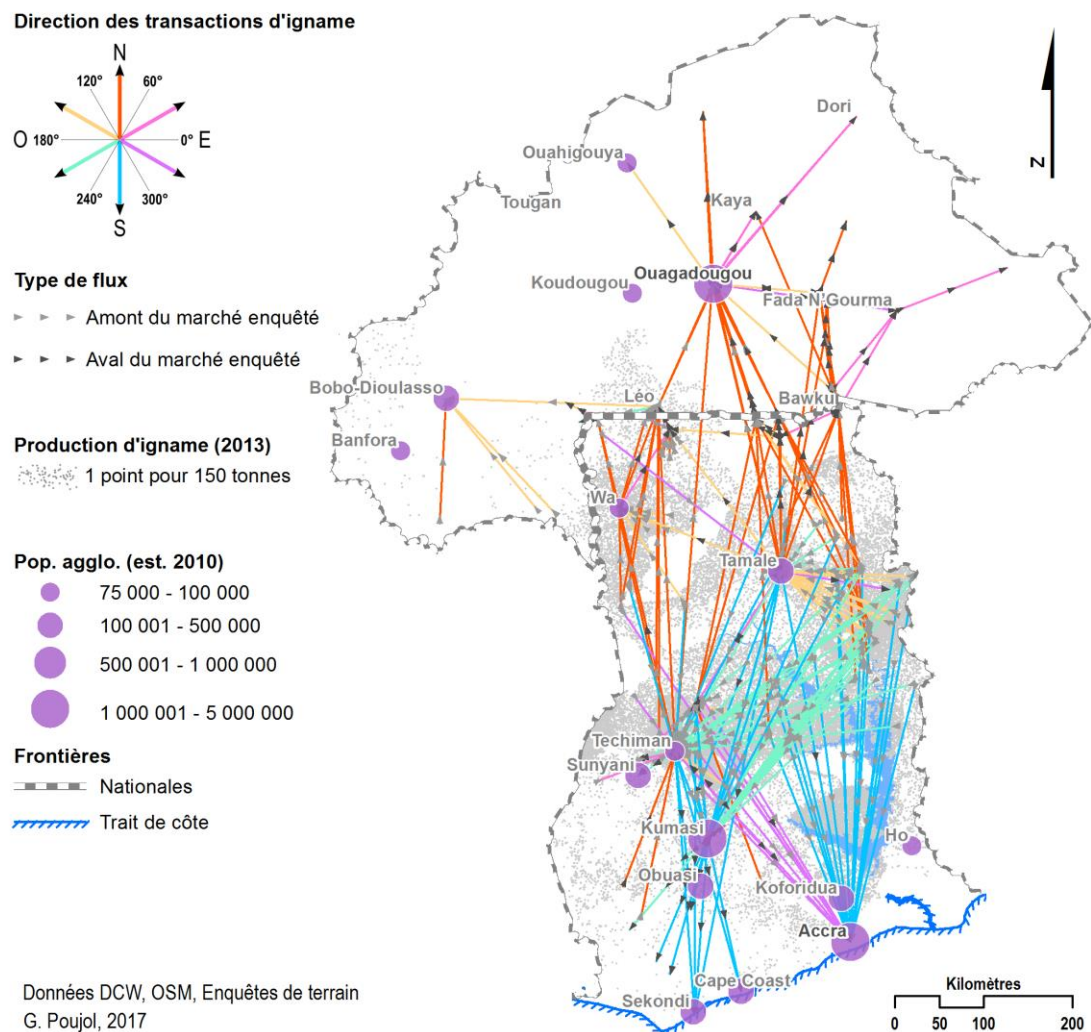 Direction des transactions d'igname
N
120°
60°
O
180°
0°
E
240°
300°
S
Type de flux
Amont du marché enquêté
Aval du marché enquêté
Production d'igname (2013)
1 point pour 150 tonnes
Pop. agglo. (est. 2010)
75 000 - 100 000
100 001 - 500 000
500 001 - 1 000 000
1 000 001 - 5 000 000
Frontières
Nationales
Trait de côte
Données DCW, OSM, Enquêtes de terrain
G. Poujol, 2017
N
Dori
Ouahigouya
Tougan
Kaya
Ouagadougou
Koudougou
Fada N'Gourma
Bobo-Dioulasso
Léo
Bawku
Banfora
Wa
Tamale
Techiman
Sunyani
Kumasi
Ho
Obuasi
Koforidua
Accra
Cape Coast
Sekondi
Kilomètres
0 50 100 200